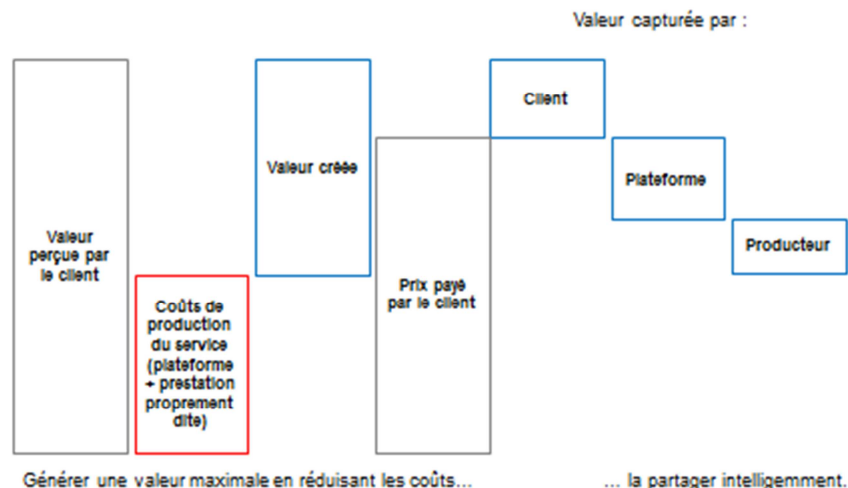 Valeur capturée par :
Valeur
perçue par
le client
Coûts de
production
du service
(plateforme
+ prestation
proprement
dite)
Valeur créée
Prix payé
par le client
Client
Plateforme
Producteur
Générer une valeur maximale en réduisant les coûts...
... la partager intelligemment.